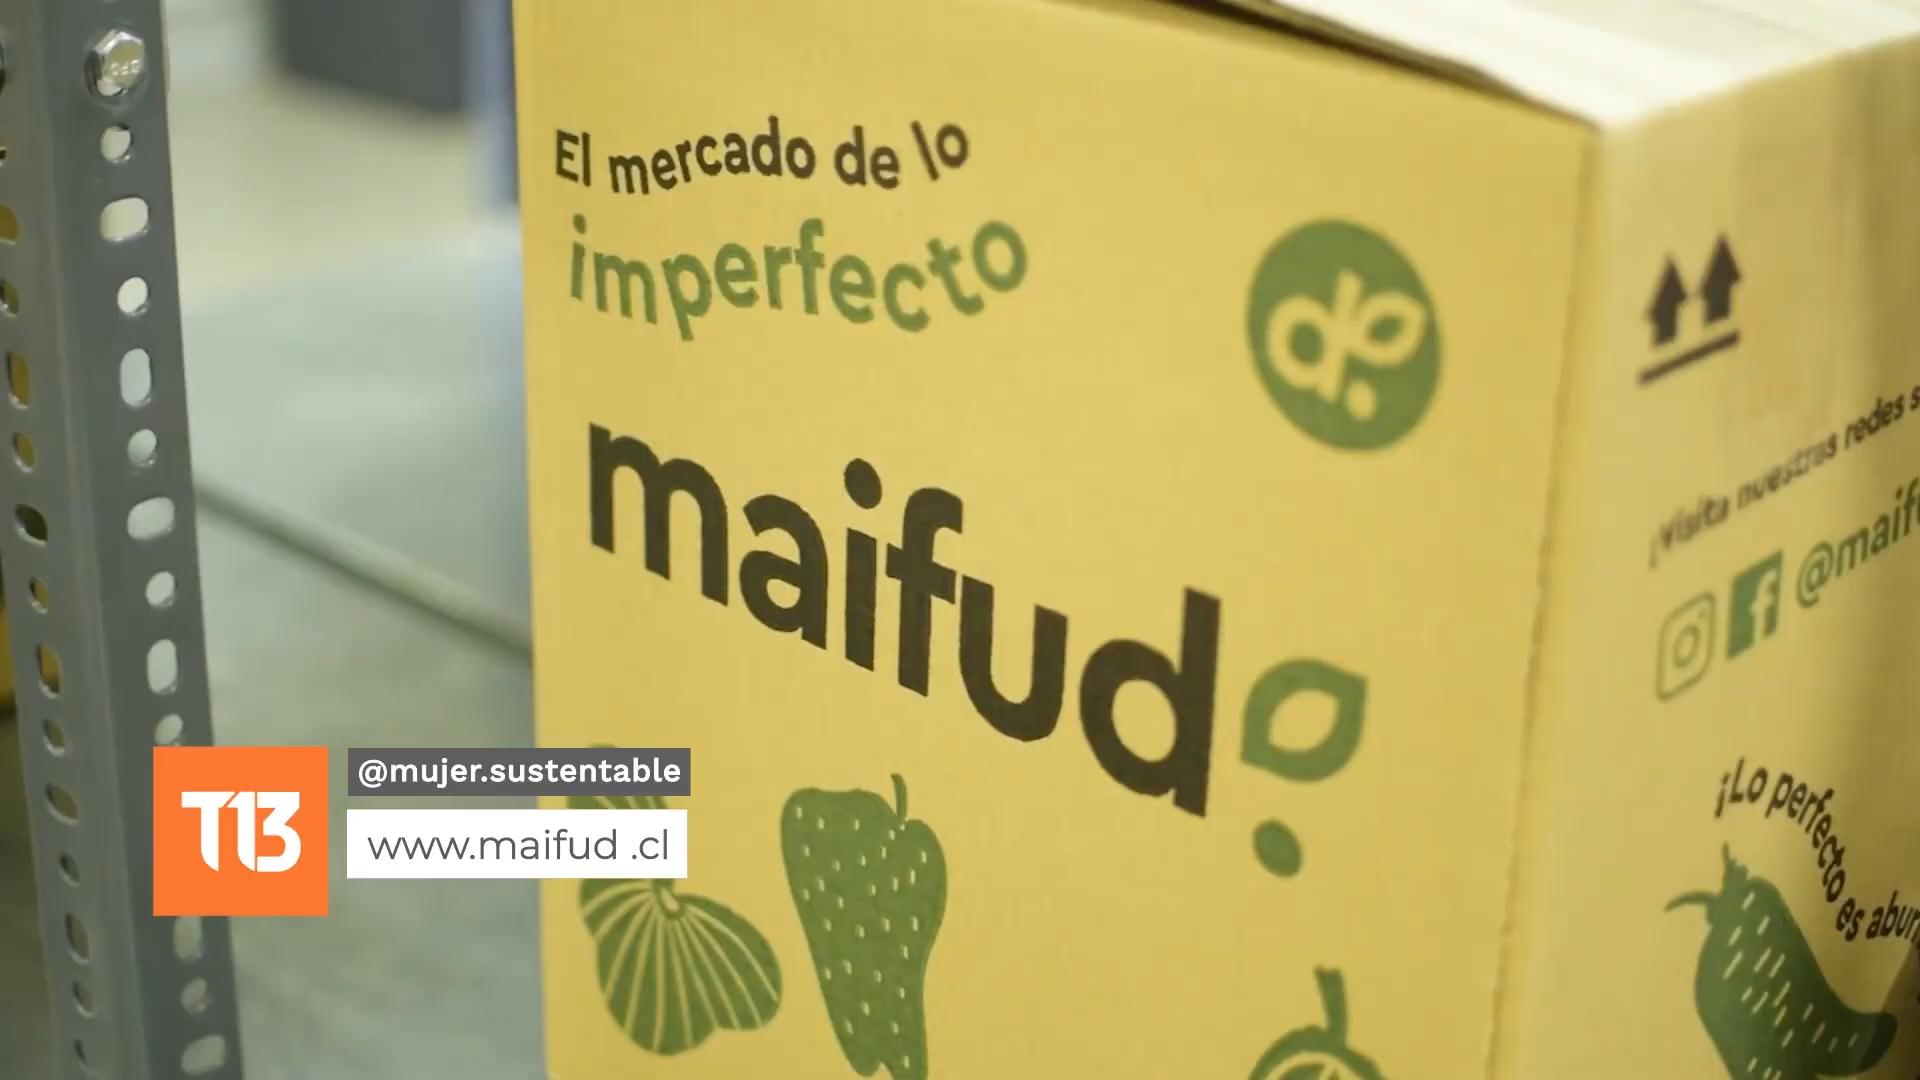 El mercado de lo
imperfecto
maifud
¡Visita nuestras redes
@maif
¡Lo perfecto es
T13
@mujer.sustentable
www.maifud .cl